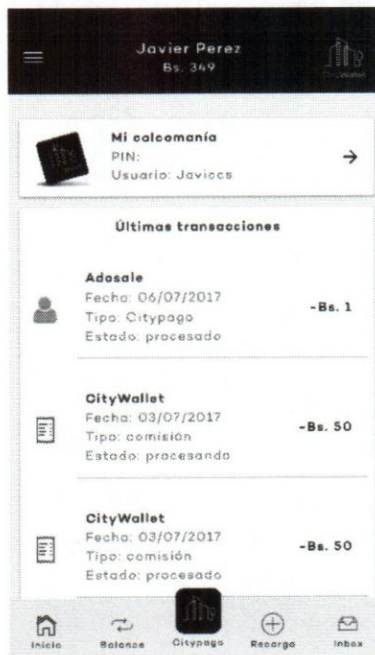 Javier Perez
Bs. 349
CityWallet
Mi calcomanía
PIN:
Usuario: Javiccs
→
Últimas transacciones
Adosale
Fecha: 06/07/2017
Tipo: Citypago
Estado: procesado
-Bs. 1
CityWallet
Fecha: 03/07/2017
Tipo: comisión
Estado: procesando
-Bs. 50
CityWallet
Fecha: 03/07/2017
Tipo: comisión
Estado: procesado
-Bs. 50
Inicio
Balance
Citypago
Recarga
Inbox